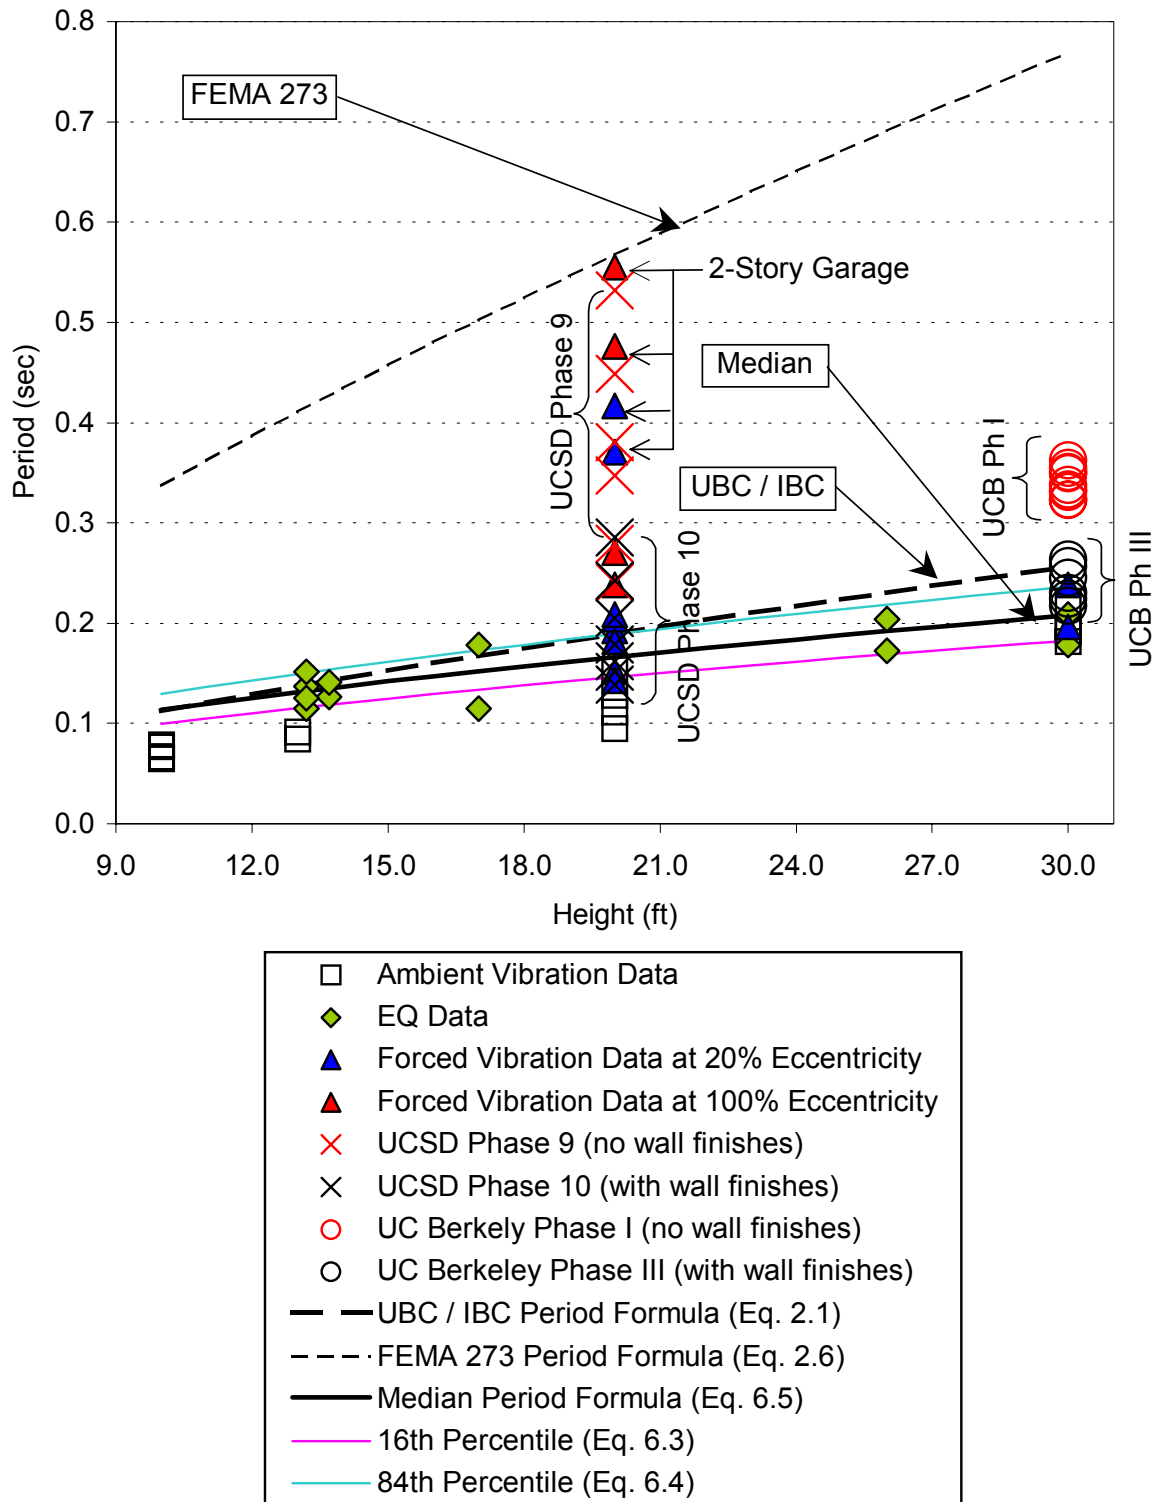 0.8
0.7
0.6
0.5
0.4
0.3
0.2
0.1
0.0
Period (sec)
9.0 12.0 15.0 18.0 21.0 24.0 27.0 30.0
Height (ft)
FEMA 273
2-Story Garage
UCSD Phase 9
Median
UBC / IBC
UCB Ph I
UCSD Phase 10
UCB Ph III
Ambient Vibration Data
EQ Data
Forced Vibration Data at 20% Eccentricity
Forced Vibration Data at 100% Eccentricity
UCSD Phase 9 (no wall finishes)
UCSD Phase 10 (with wall finishes)
UC Berkely Phase I (no wall finishes)
UC Berkeley Phase III (with wall finishes)
UBC / IBC Period Formula (Eq. 2.1)
FEMA 273 Period Formula (Eq. 2.6)
Median Period Formula (Eq. 6.5)
16th Percentile (Eq. 6.3)
84th Percentile (Eq. 6.4)